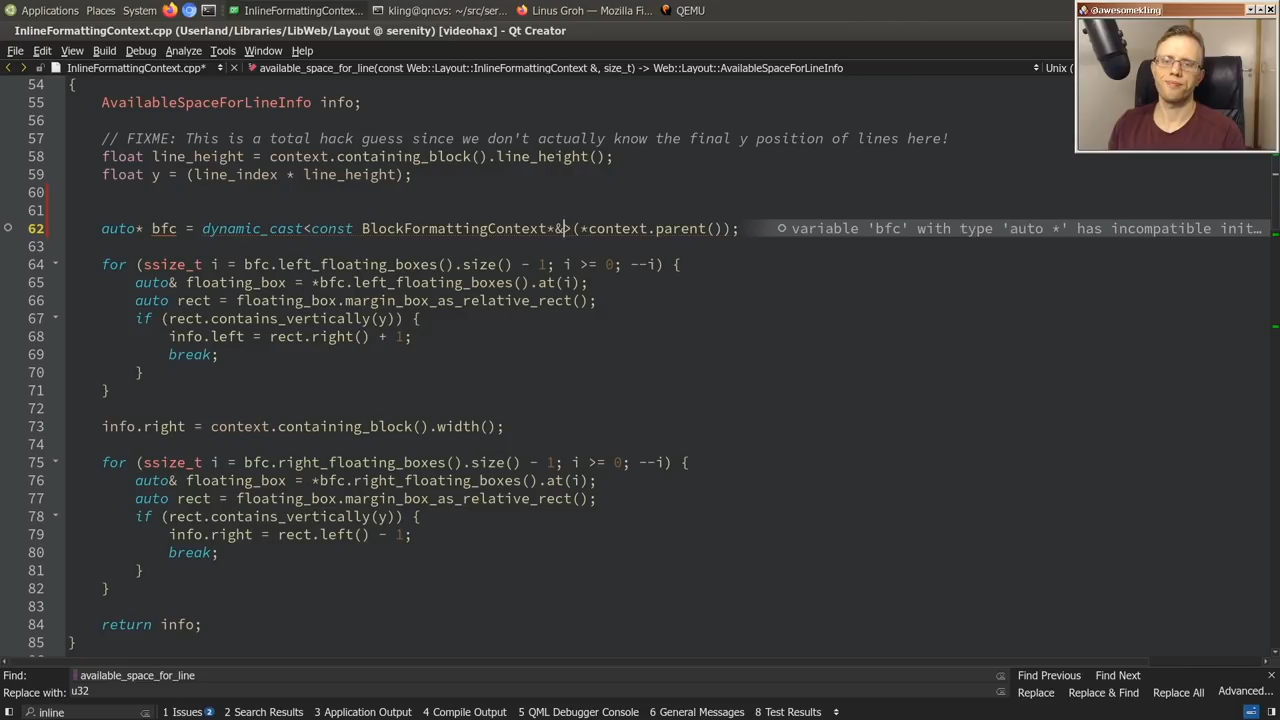 Applications Places System InlineFormattingContex... kling@qncvs: ~/src/ser... Linus Groh — Mozilla Fi... QEMU
@awesomekling
InlineFormattingContext.cpp (Userland/Libraries/LibWeb/Layout @ serenity) [videohax] - Qt Creator
File Edit View Build Debug Analyze Tools Window Help
InlineFormattingContext.cpp* available_space_for_line(const Web::Layout::InlineFormattingContext &, size_t) -> Web::Layout::AvailableSpaceForLineInfo Unix (
54 {
55 AvailableSpaceForLineInfo info;
56
57 // FIXME: This is a total hack guess since we don't actually know the final y position of lines here!
58 float line_height = context.containing_block().line_height();
59 float y = (line_index * line_height);
60
61
62 auto* bfc = dynamic_cast<const BlockFormattingContext*&>(*context.parent()); variable 'bfc' with type 'auto *' has incompatible init...
63
64 for (ssize_t i = bfc.left_floating_boxes().size() - 1; i >= 0; --i) {
65 auto& floating_box = *bfc.left_floating_boxes().at(i);
66 auto rect = floating_box.margin_box_as_relative_rect();
67 if (rect.contains_vertically(y)) {
68 info.left = rect.right() + 1;
69 break;
70 }
71 }
72
73 info.right = context.containing_block().width();
74
75 for (ssize_t i = bfc.right_floating_boxes().size() - 1; i >= 0; --i) {
76 auto& floating_box = *bfc.right_floating_boxes().at(i);
77 auto rect = floating_box.margin_box_as_relative_rect();
78 if (rect.contains_vertically(y)) {
79 info.right = rect.left() - 1;
80 break;
81 }
82 }
83
84 return info;
85 }
Find: available_space_for_line Find Previous Find Next
Replace with: u32 Replace Replace & Find Replace All Advanced...
inline 1 Issues 2 2 Search Results 3 Application Output 4 Compile Output 5 QML Debugger Console 6 General Messages 8 Test Results